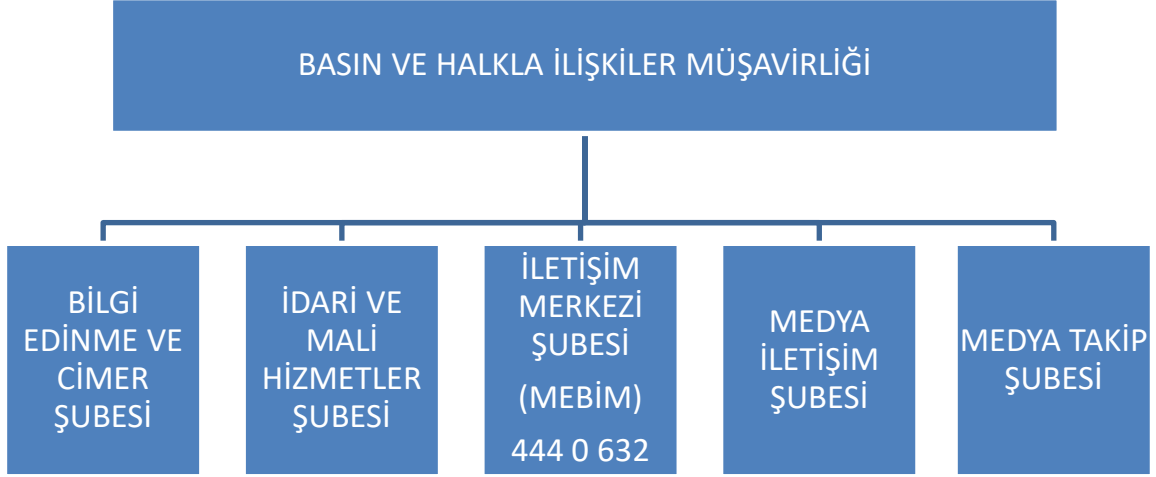 BASIN VE HALKLA İLİŞKİLER MÜŞAVİRLİĞİ
BİLGİ
EDİNME VE
CİMER
ŞUBESİ
İDARİ VE
MALİ
HİZMETLER
ŞUBESİ
İLETİŞİM
MERKEZİ
ŞUBESİ
(MEBİM)
444 0 632
MEDYA
İLETİŞİM
ŞUBESİ
MEDYA TAKİP
ŞUBESİ